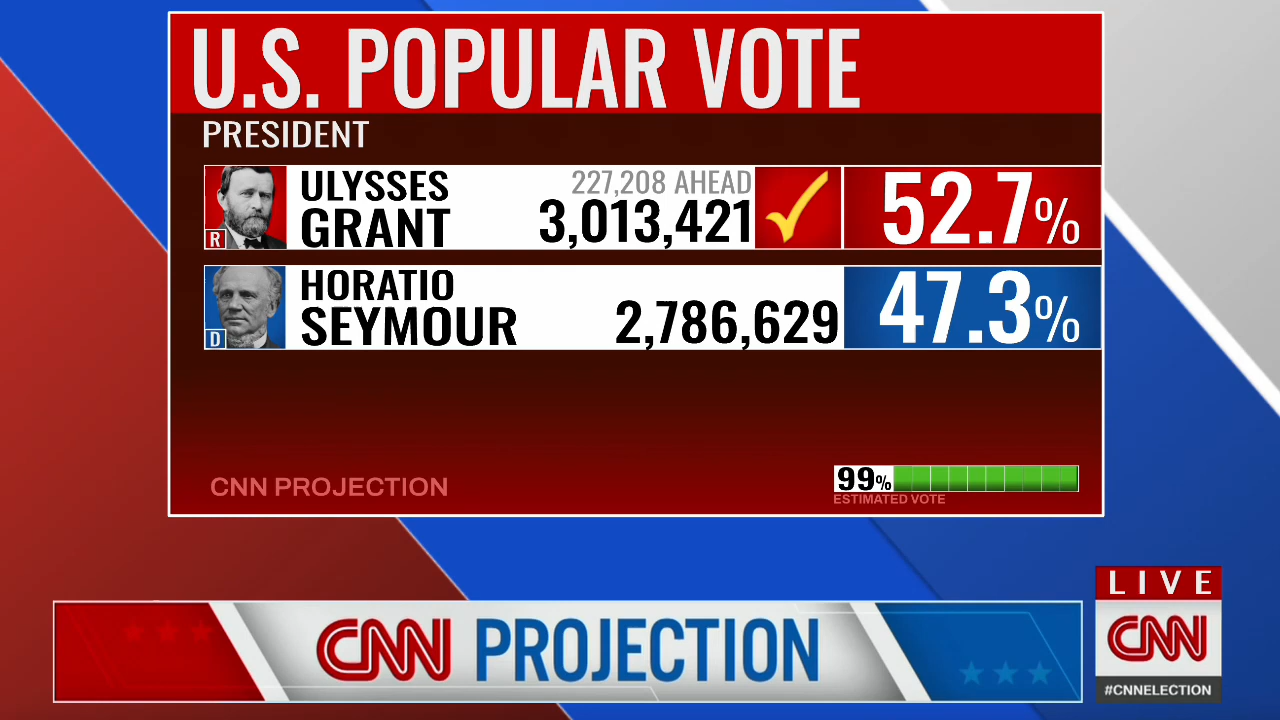 U.S. POPULAR VOTE
PRESIDENT
R
ULYSSES
GRANT
227,208 AHEAD
3,013,421
52.7%
D
HORATIO
SEYMOUR
2,786,629
47.3%
CNN PROJECTION
99%
ESTIMATED VOTE
CNN PROJECTION
LIVE
CNN
#CNNELECTION